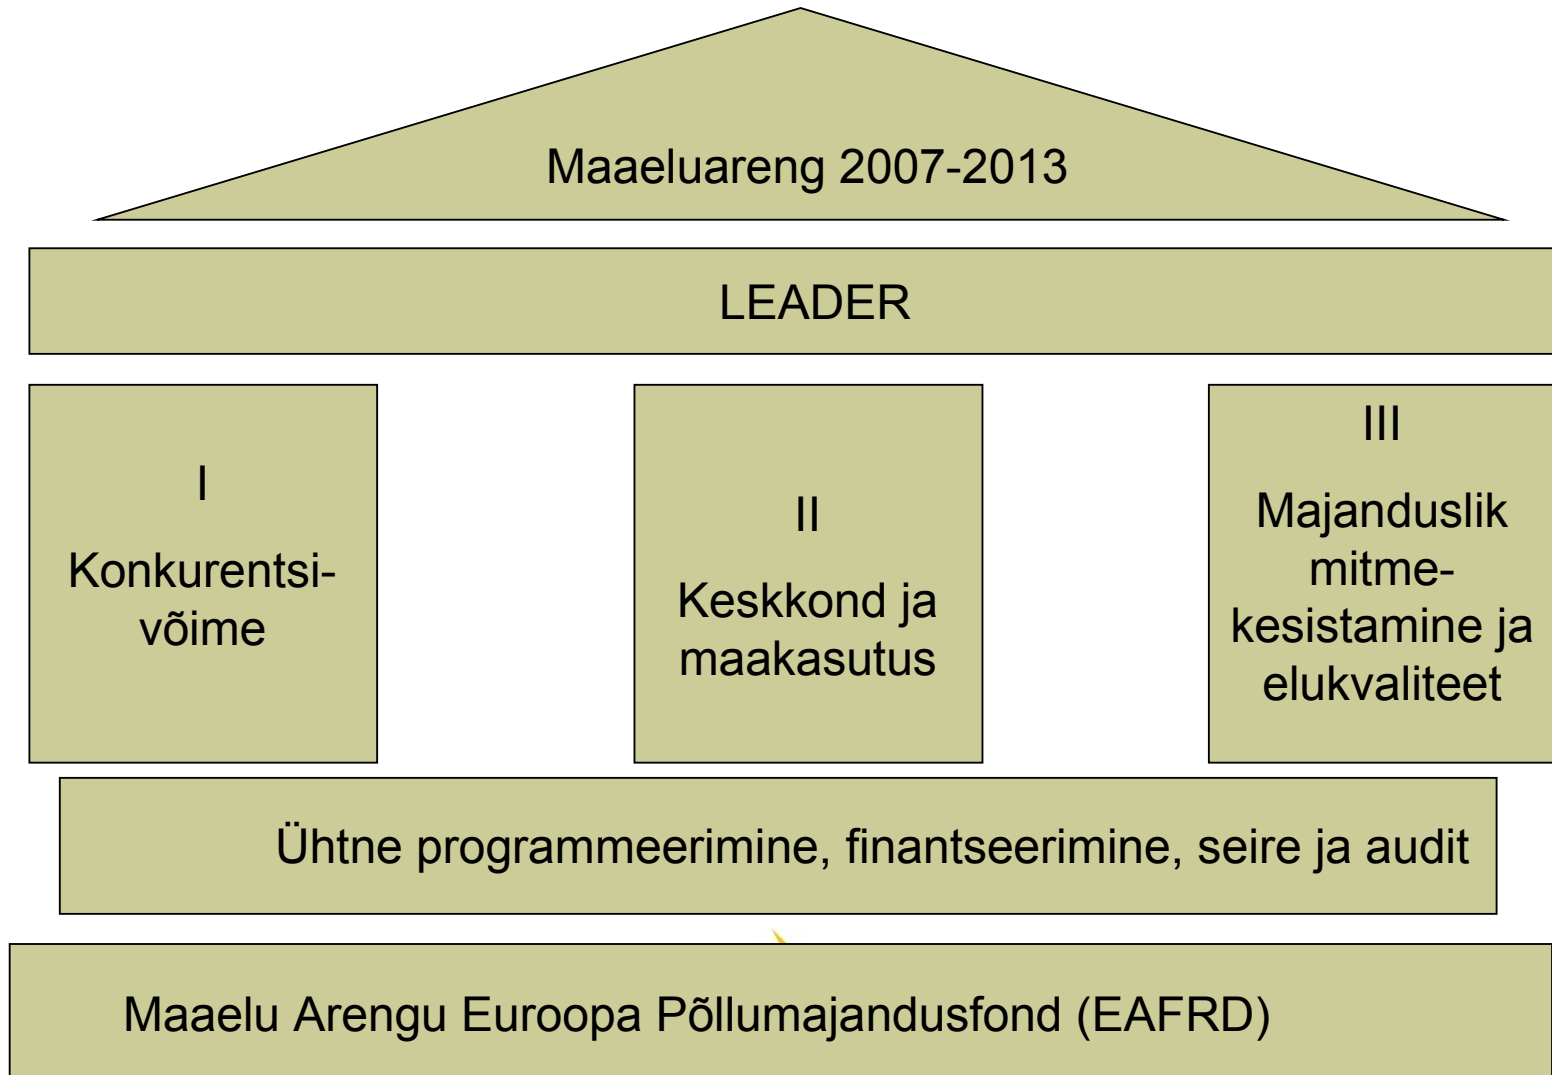 Maaeluareng 2007-2013
LEADER
I
Konkurentsi-
võime
II
Keskkond ja
maakasutus
III
Majanduslik
mitme-
kesistamine ja
elukvaliteet
Ühtne programmeerimine, finantseerimine, seire ja audit
Maaelu Arengu Euroopa Põllumajandusfond (EAFRD)